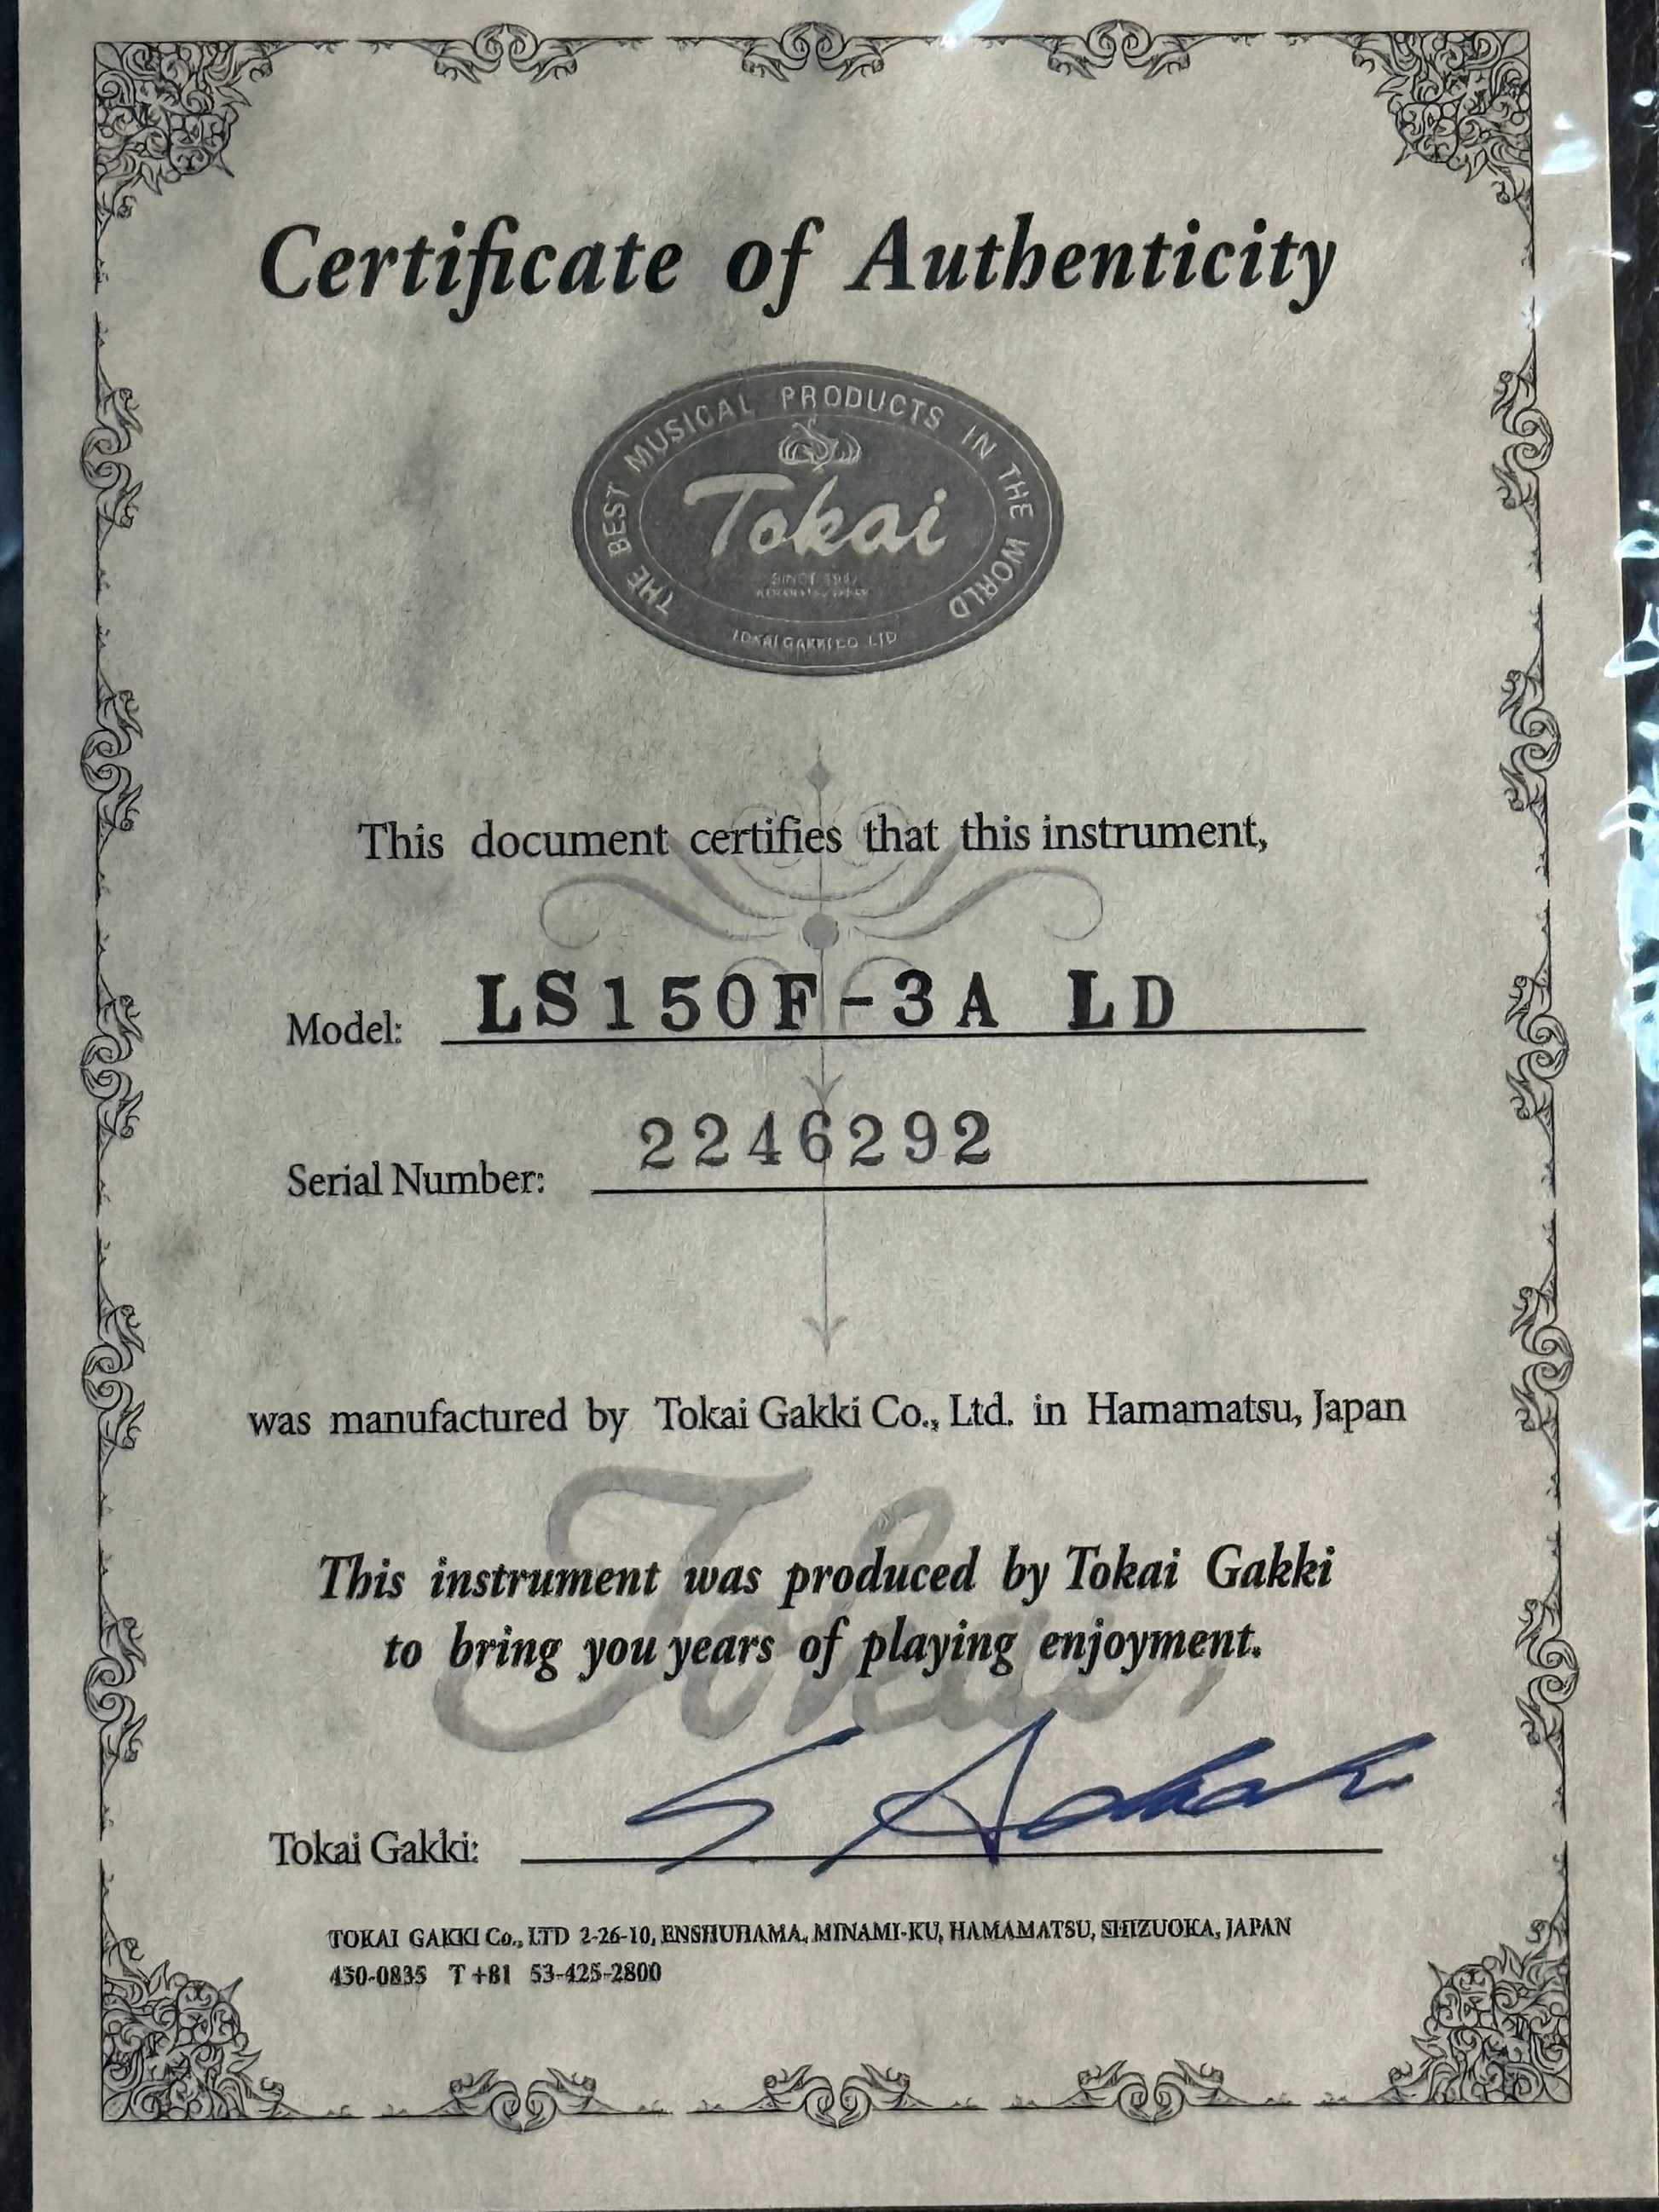 Certificate of Authenticity
THE BEST MUSICAL PRODUCTS IN THE WORLD
Tokai
SINCE 1947
TOKAI GAKKI CO LTD
This document certifies that this instrument,
Model: LS150F-3A LD
Serial Number: 2246292
was manufactured by Tokai Gakki Co., Ltd. in Hamamatsu, Japan
Tokai
This instrument was produced by Tokai Gakki
to bring you years of playing enjoyment.
Tokai Gakki:
TOKAI GAKKI Co., LTD 2-26-10, ENSHUHAMA, MINAMI-KU, HAMAMATSU, SHIZUOKA, JAPAN
430-0835 T +81 53-425-2800